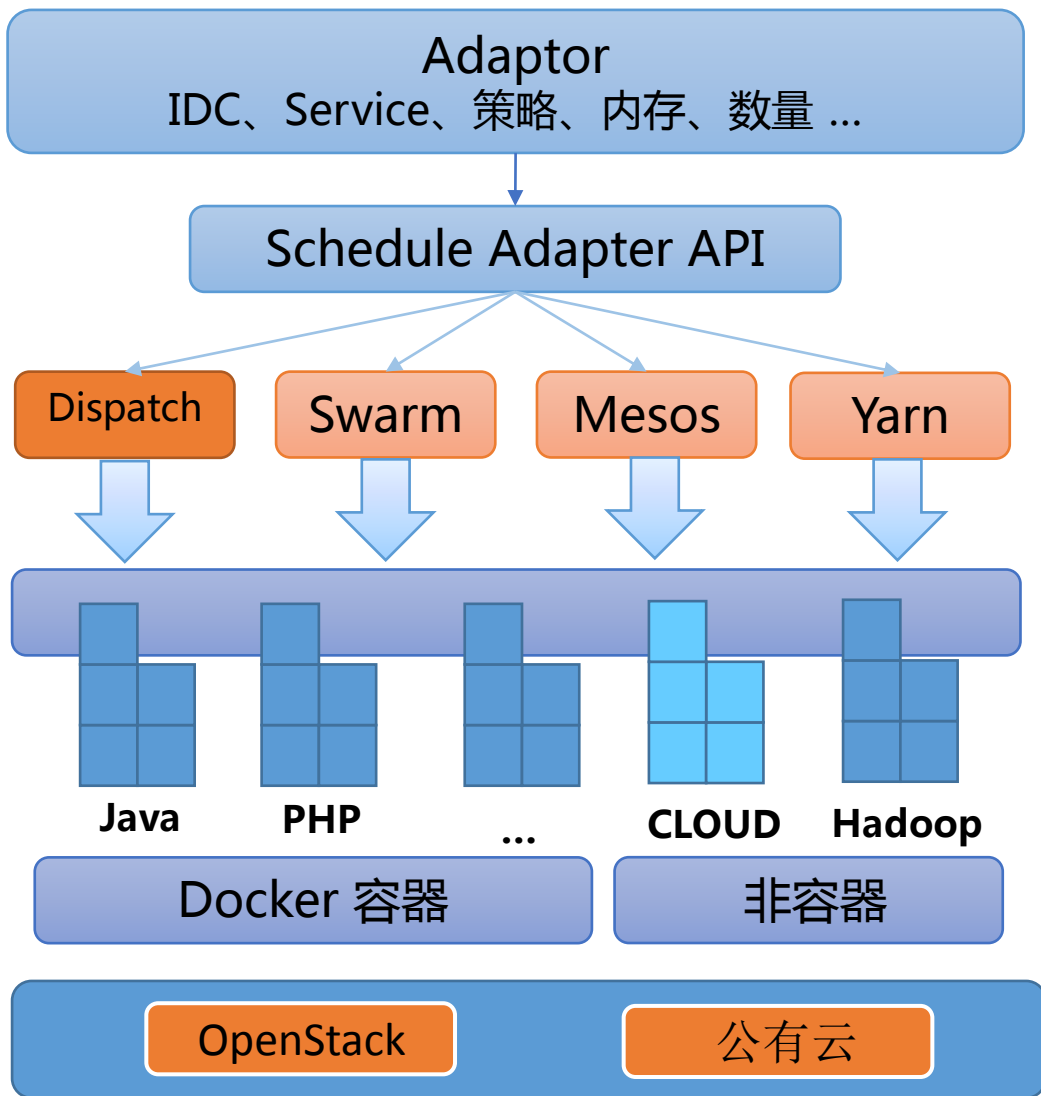 Adaptor
IDC、Service、策略、内存、数量 ...
Schedule Adapter API
Dispatch
Swarm
Mesos
Yarn
Java
PHP
...
CLOUD
Hadoop
Docker 容器
非容器
OpenStack
公有云